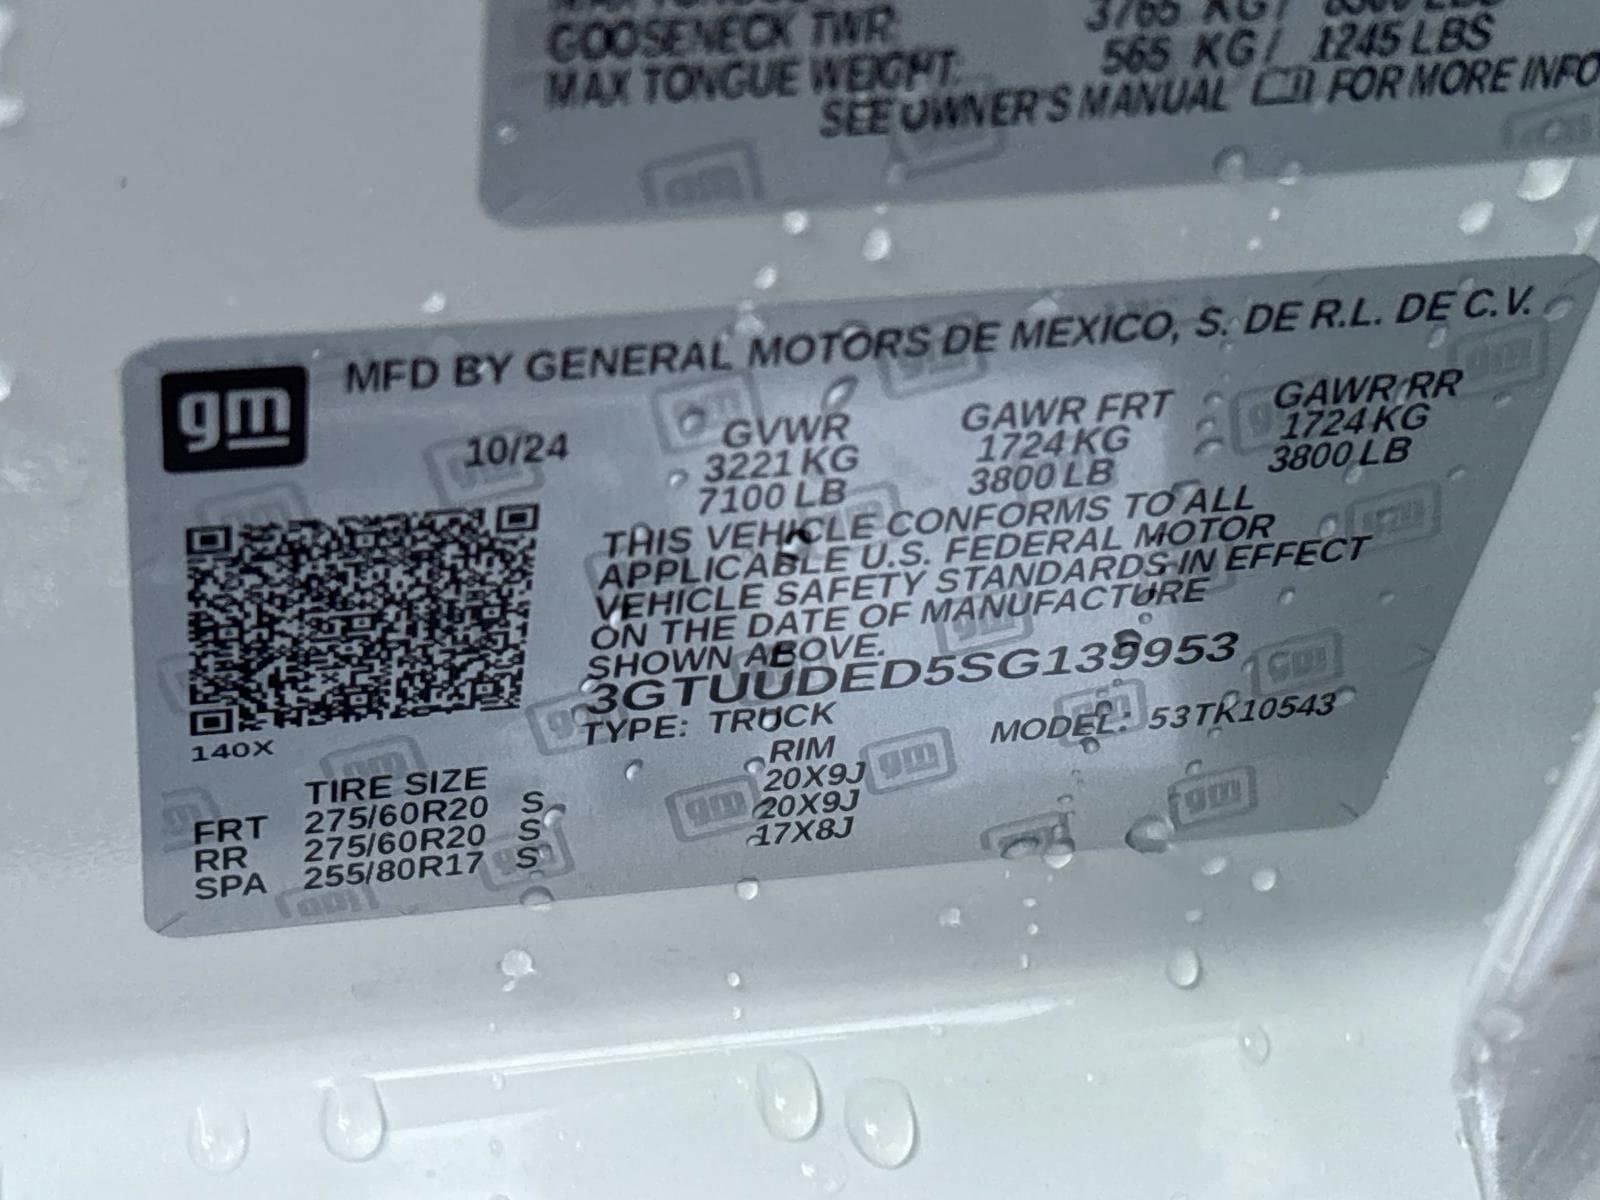 GOOSENECK TWR: 3765 KG/ 8300 LBS
MAX TONGUE WEIGHT: 565 KG/ 1245 LBS
SEE OWNER'S MANUAL FOR MORE INFO
MFD BY GENERAL MOTORS DE MEXICO, S. DE R.L. DE C.V.
gm
10/24
GVWR GAWR FRT GAWR RR
3221 KG 1724 KG 1724 KG
7100 LB 3800 LB 3800 LB
THIS VEHICLE CONFORMS TO ALL
APPLICABLE U.S. FEDERAL MOTOR
VEHICLE SAFETY STANDARDS IN EFFECT
ON THE DATE OF MANUFACTURE
SHOWN ABOVE.
3GTUUDED5SG139953
TYPE: TRUCK MODEL: 53TK10543
140X
TIRE SIZE RIM
FRT 275/60R20 S 20X9J
RR 275/60R20 S 20X9J
SPA 255/80R17 S 17X8J